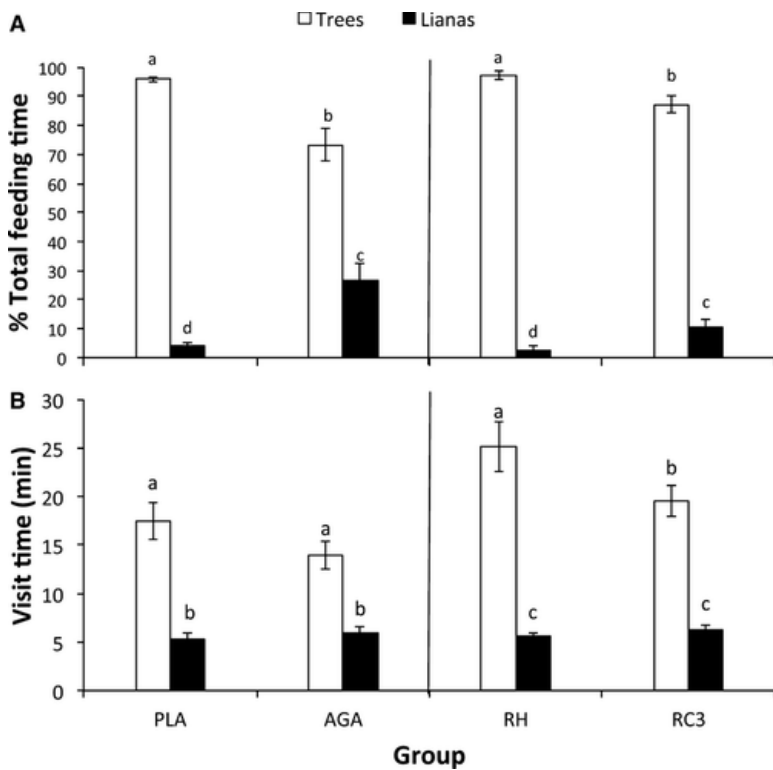 Trees Lianas
A
% Total feeding time
100
90
80
70
60
50
40
30
20
10
0
a
d
b
c
a
d
b
c
B
Visit time (min)
30
25
20
15
10
5
0
a
b
a
b
a
c
b
c
PLA AGA RH RC3
Group